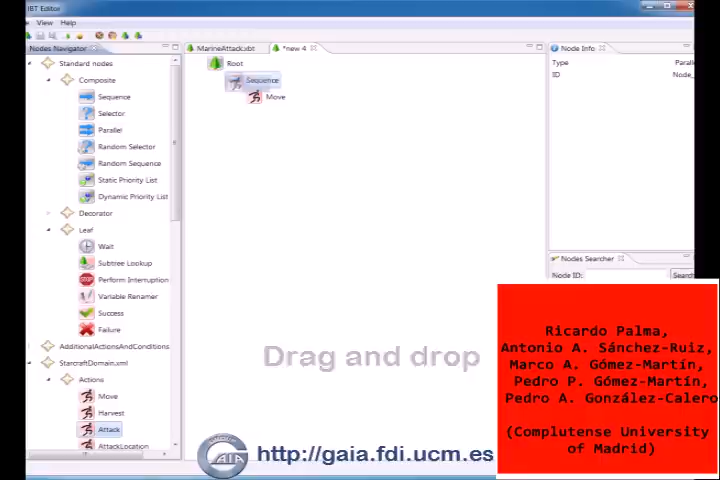 IBT Editor
View Help
Nodes Navigator
MarineAttack.xbt
*new 4
Node Info
Standard nodes
Composite
Sequence
Selector
Parallel
Random Selector
Random Sequence
Static Priority List
Dynamic Priority List
Decorator
Leaf
Wait
Subtree Lookup
Perform Interruption
Variable Renamer
Success
Failure
AdditionalActionsAndConditions
StarcraftDomain.xml
Actions
Move
Harvest
Attack
AttackLocation
Root
Sequence
Move
Type Parall
ID Node_
Nodes Searcher
Node ID: Search
Drag and drop
GAIA
http://gaia.fdi.ucm.es
Ricardo Palma,
Antonio A. Sánchez-Ruiz,
Marco A. Gómez-Martín,
Pedro P. Gómez-Martín,
Pedro A. González-Calero
(Complutense University
of Madrid)